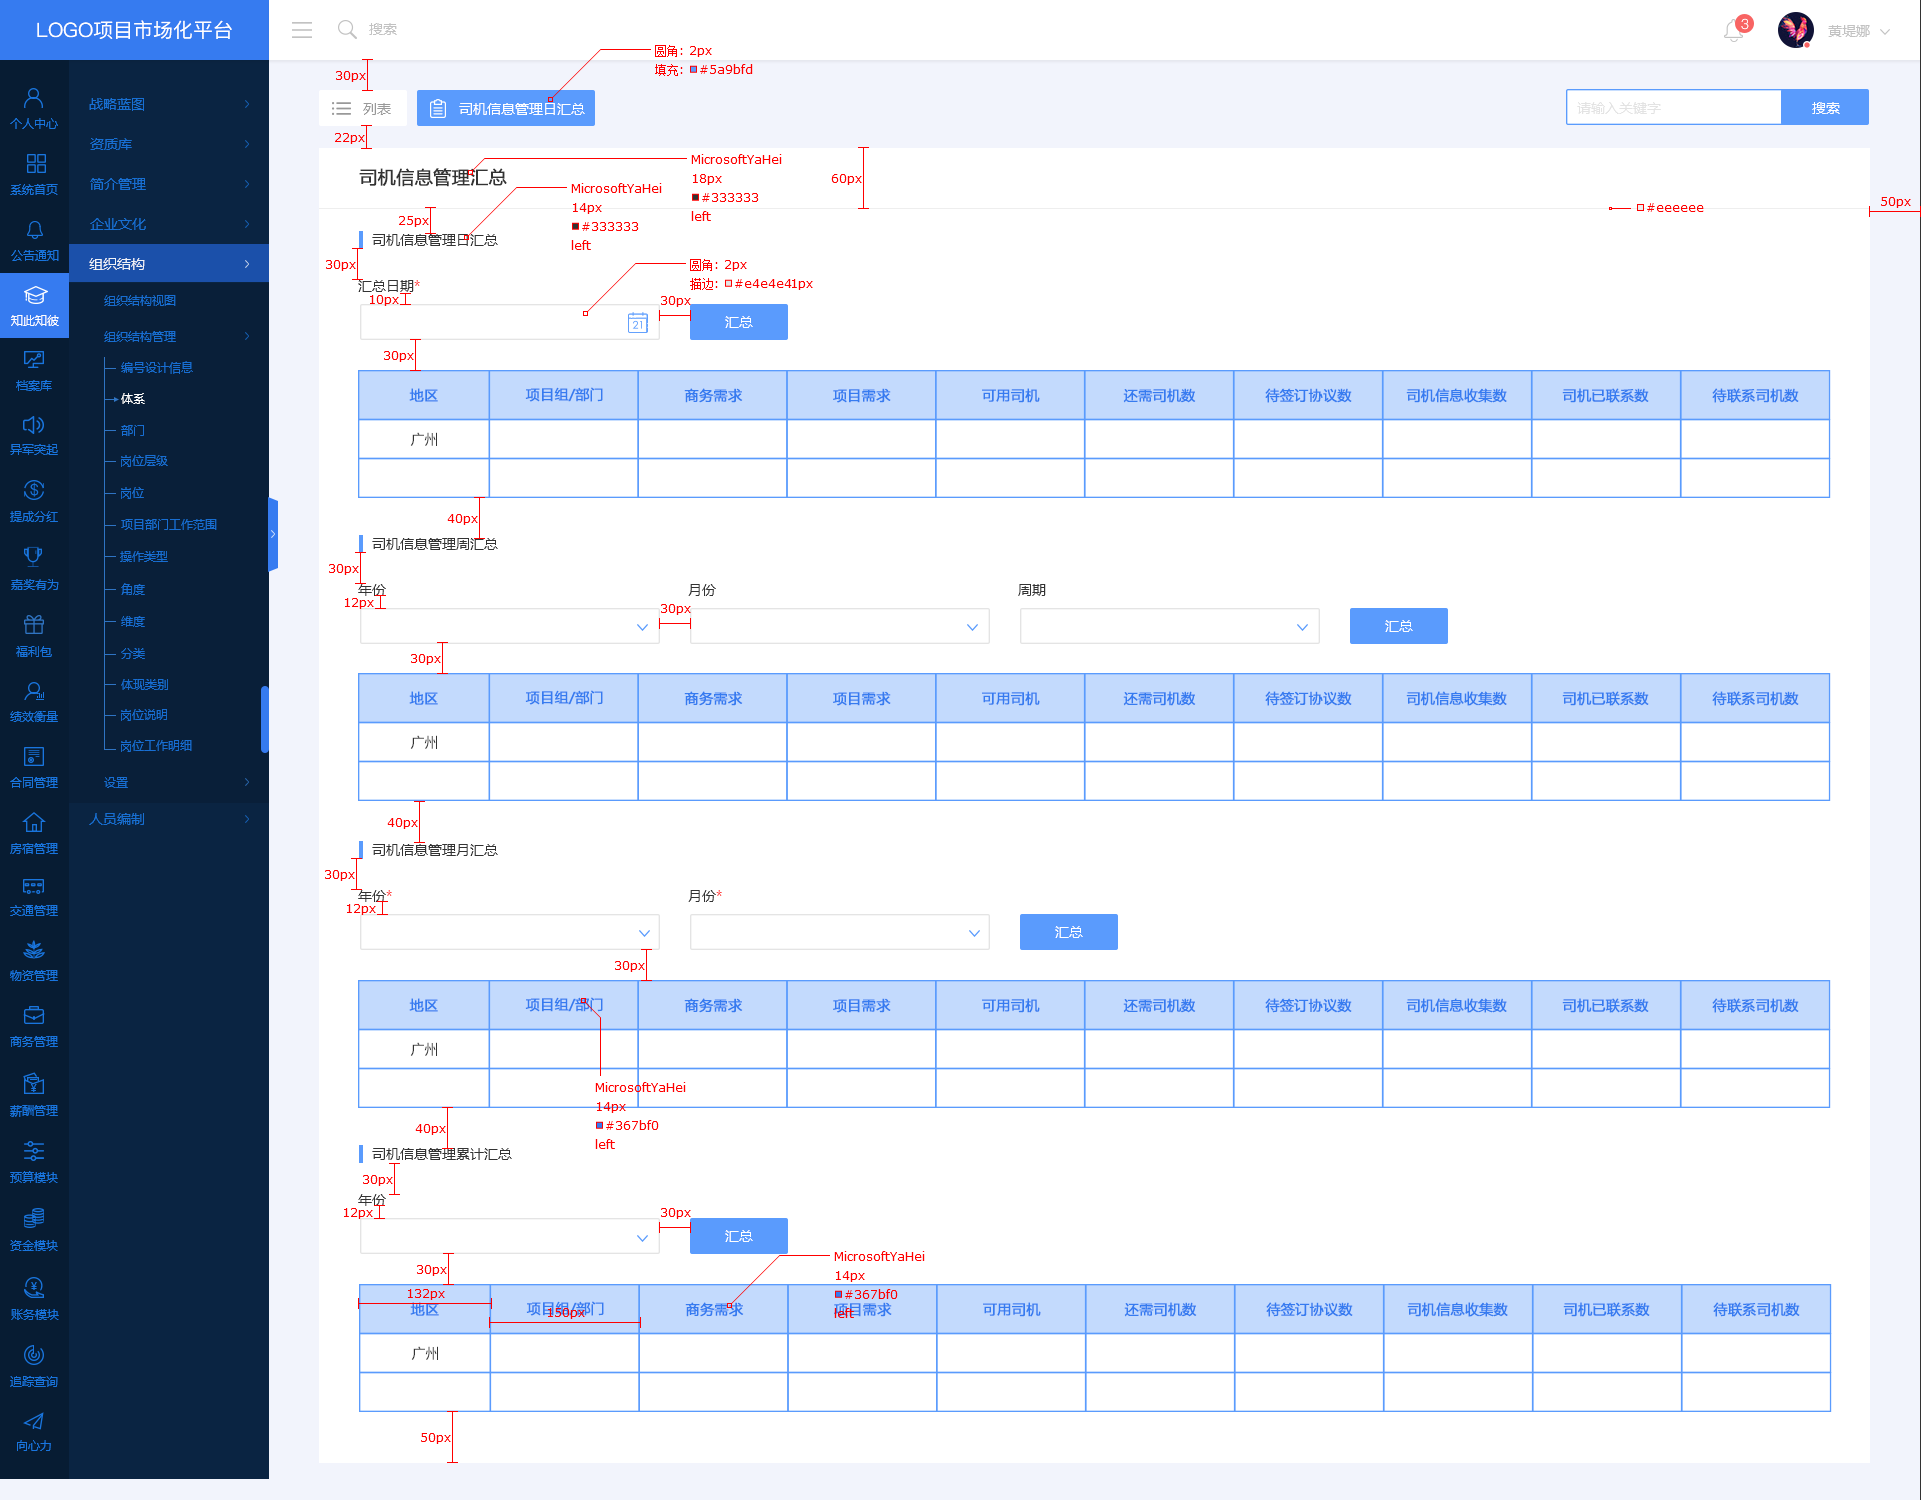 LOGO项目市场化平台
搜索
3
黄堤娜
个人中心
系统首页
公告通知
知此知彼
档案库
异军突起
提成分红
嘉奖有为
福利包
绩效衡量
合同管理
房宿管理
交通管理
物资管理
商务管理
薪酬管理
预算模块
资金模块
账务模块
追踪查询
向心力
战略蓝图
资质库
简介管理
企业文化
组织结构
组织结构视图
组织结构管理
编号设计信息
体系
部门
岗位层级
岗位
项目部门工作范围
操作类型
角度
维度
分类
体现类别
岗位说明
岗位工作明细
设置
人员编制
30px
圆角：2px
填充：#5a9bfd
列表
司机信息管理日汇总
请输入关键字
搜索
22px
司机信息管理汇总
MicrosoftYaHei
18px
#333333
left
60px
#eeeeee
50px
MicrosoftYaHei
14px
#333333
left
25px
司机信息管理日汇总
30px
圆角：2px
描边：#e4e4e41px
汇总日期*
10px
21
30px
汇总
30px
地区 项目组/部门 商务需求 项目需求 可用司机 还需司机数 待签订协议数 司机信息收集数 司机已联系数 待联系司机数
广州
40px
司机信息管理周汇总
30px
年份 月份 周期
12px
30px
汇总
30px
地区 项目组/部门 商务需求 项目需求 可用司机 还需司机数 待签订协议数 司机信息收集数 司机已联系数 待联系司机数
广州
40px
司机信息管理月汇总
30px
年份* 月份*
12px
汇总
30px
地区 项目组/部门 商务需求 项目需求 可用司机 还需司机数 待签订协议数 司机信息收集数 司机已联系数 待联系司机数
广州
MicrosoftYaHei
14px
#367bf0
left
40px
司机信息管理累计汇总
30px
年份
12px
30px
汇总
30px
MicrosoftYaHei
14px
#367bf0
left
132px
150px
地区 项目组/部门 商务需求 项目需求 可用司机 还需司机数 待签订协议数 司机信息收集数 司机已联系数 待联系司机数
广州
50px